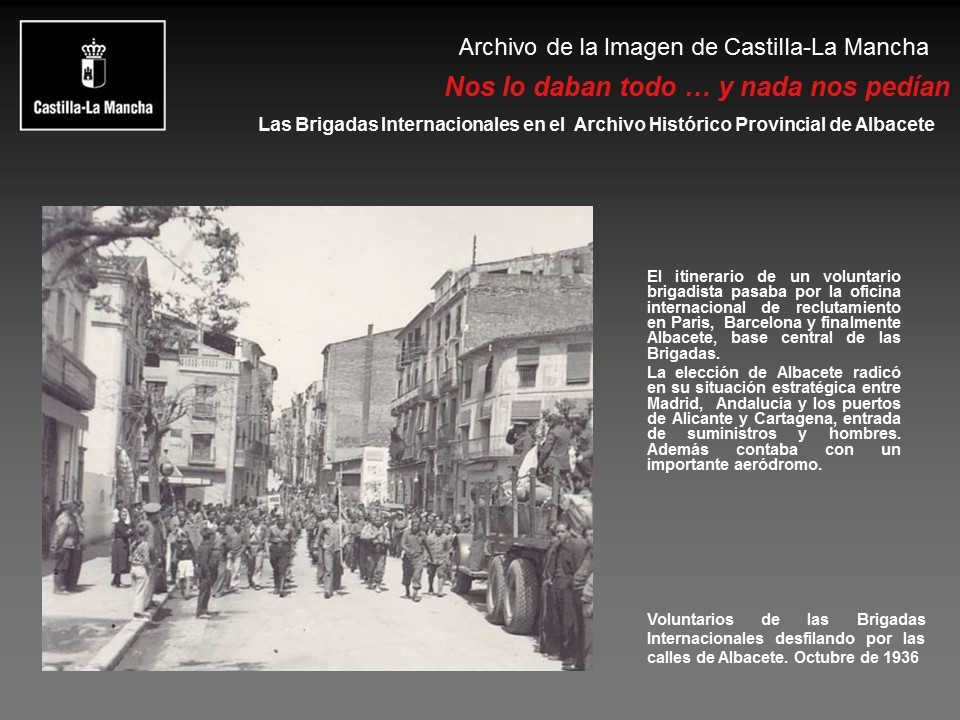 Castilla-La Mancha
Archivo de la Imagen de Castilla-La Mancha
Nos lo daban todo … y nada nos pedían
Las Brigadas Internacionales en el Archivo Histórico Provincial de Albacete
El itinerario de un voluntario
brigadista pasaba por la oficina
internacional de reclutamiento
en Paris, Barcelona y finalmente
Albacete, base central de las
Brigadas.
La elección de Albacete radicó
en su situación estratégica entre
Madrid, Andalucía y los puertos
de Alicante y Cartagena, entrada
de suministros y hombres.
Además contaba con un
importante aeródromo.
Voluntarios de las Brigadas
Internacionales desfilando por las
calles de Albacete. Octubre de 1936